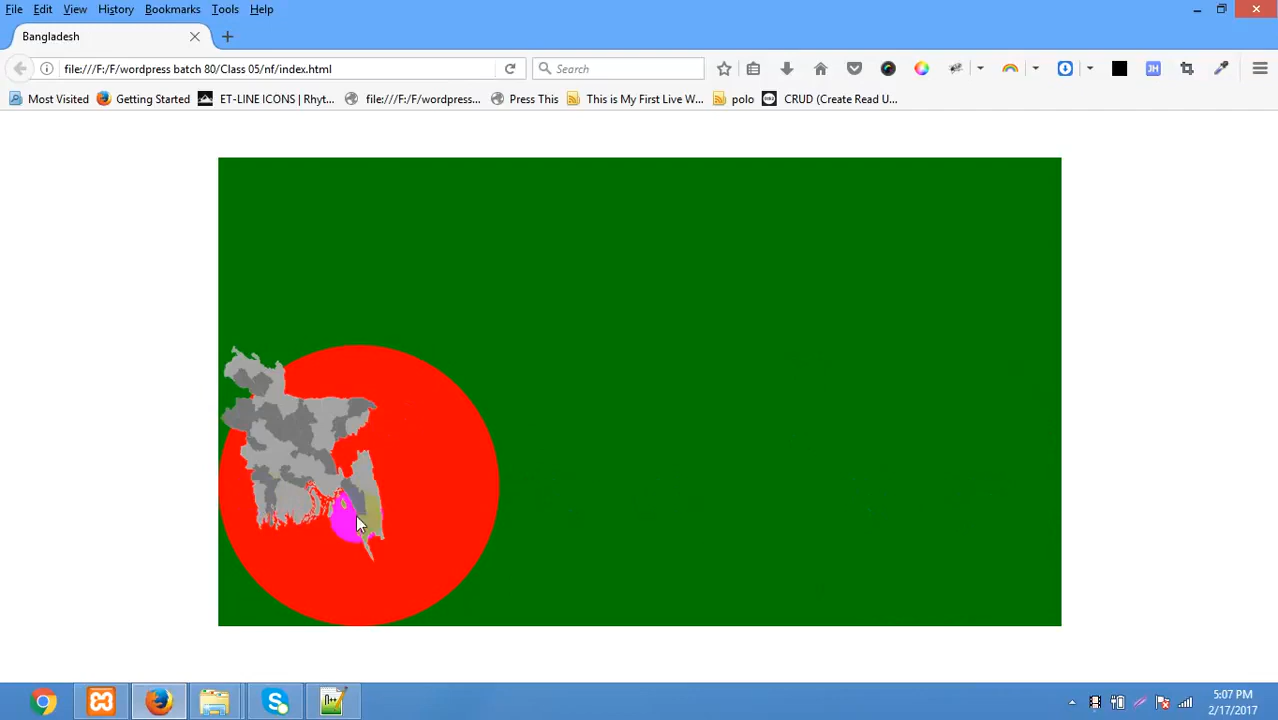 File Edit View History Bookmarks Tools Help
Bangladesh
file:///F:/F/wordpress batch 80/Class 05/nf/index.html Search JH
Most Visited Getting Started ET-LINE ICONS | Rhyt... file:///F:/F/wordpress... Press This This is My First Live W... polo CRUD (Create Read U...
5:07 PM
2/17/2017